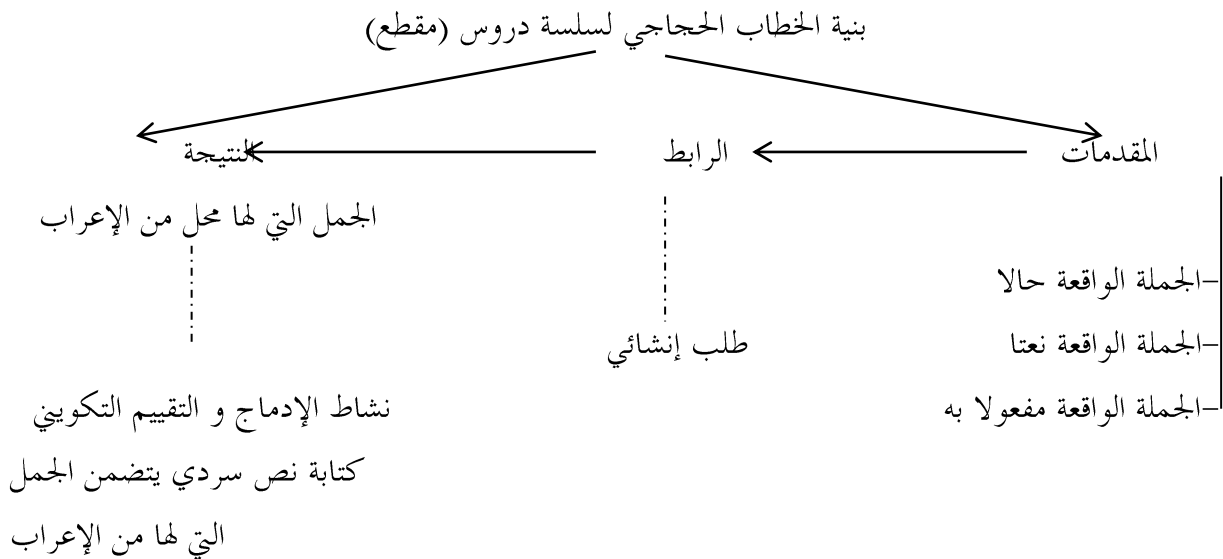 بنية الخطاب الحجاجي لسلسة دروس (مقطع)
المقدمات
الرابط
النتيجة
الجمل التي لها محل من الإعراب
-الجملة الواقعة حالا
-الجملة الواقعة نعتا
طلب إنشائي
-الجملة الواقعة مفعولا به
نشاط الإدماج و التقييم التكويني
كتابة نص سردي يتضمن الجمل
التي لها من الإعراب